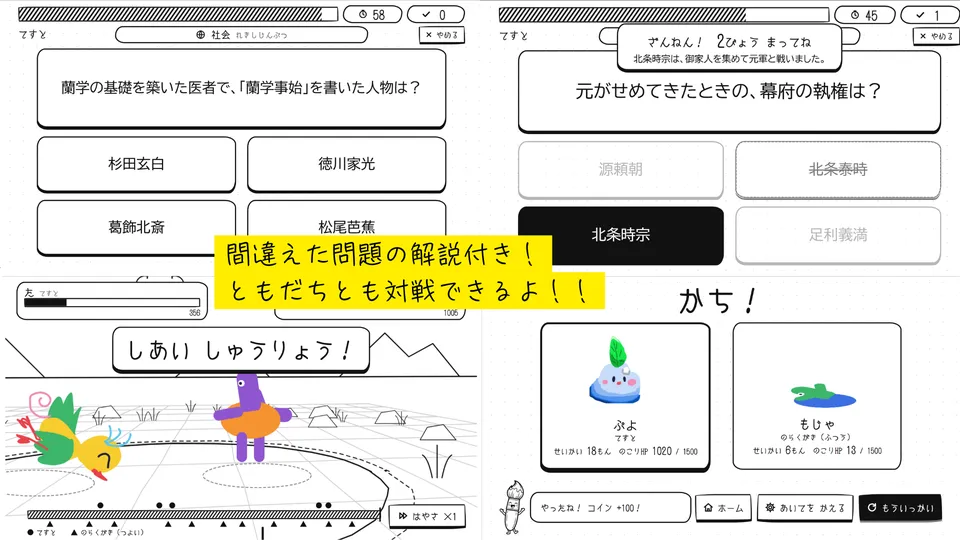 58
0
てすと
社会 れきしじんぶつ
× やめる
蘭学の基礎を築いた医者で、「蘭学事始」を書いた人物は？
杉田玄白
徳川家光
葛飾北斎
松尾芭蕉
45
1
てすと
× やめる
ざんねん！ 2びょう まってね
北条時宗は、御家人を集めて元軍と戦いました。
元がせめてきたときの、幕府の執権は？
源頼朝
北条泰時
北条時宗
足利義満
間違えた問題の解説付き！
ともだちとも対戦できるよ！！
た てすと
356
1005
しあい しゅうりょう！
はやさ ×1
● てすと ▲ のらくがき (つよい)
かち！
ぷよ
てすと
せいかい 18もん のこりHP 1020 / 1500
もじゃ
のらくがき (ふつう)
せいかい 6もん のこりHP 13 / 1500
やったね！ コイン +100！
ホーム
あいてを かえる
もういっかい